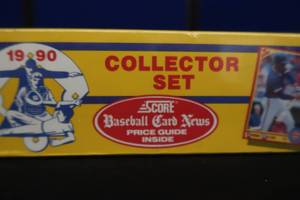 1990
COLLECTOR
SET
SCORE
Baseball Card News
PRICE GUIDE
INSIDE